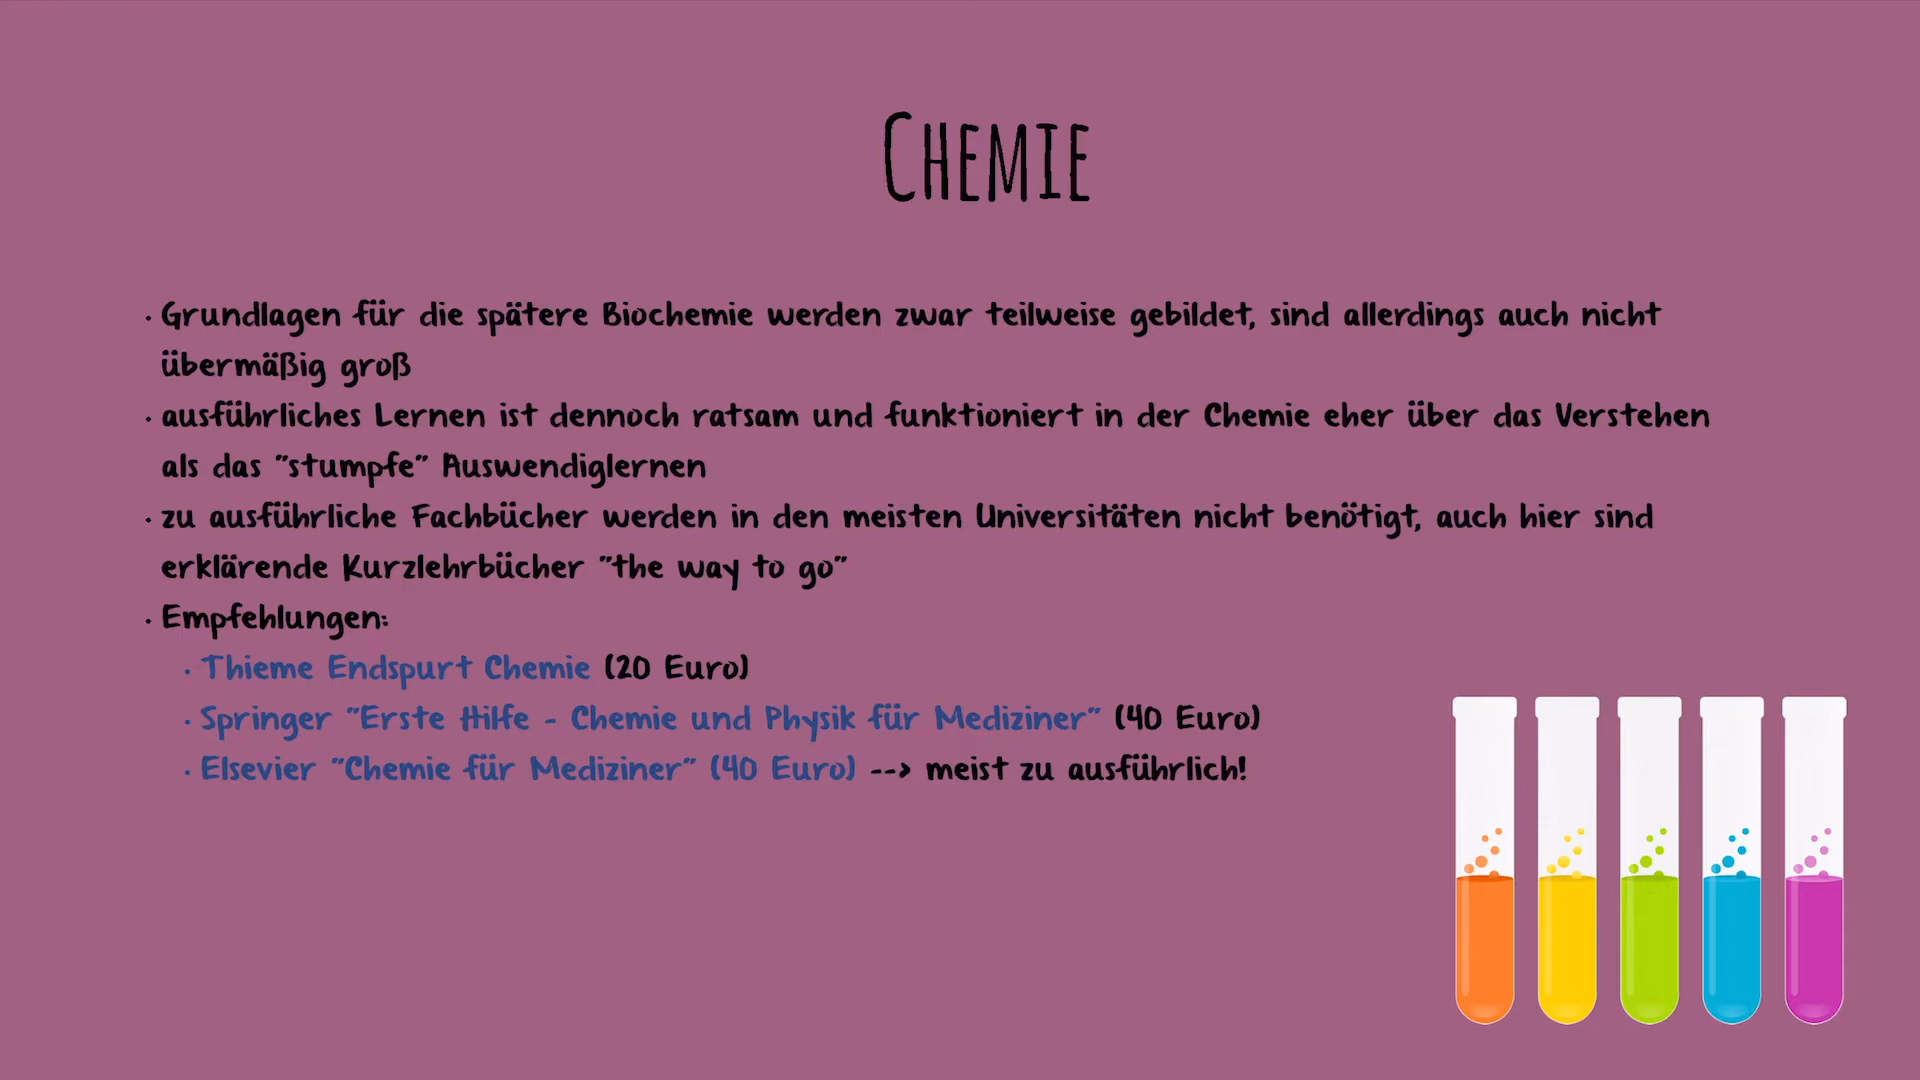 Chemie
· Grundlagen für die spätere Biochemie werden zwar teilweise gebildet, sind allerdings auch nicht
übermäßig groß
· ausführliches Lernen ist dennoch ratsam und funktioniert in der Chemie eher über das Verstehen
als das "stumpfe" Auswendiglernen
· zu ausführliche Fachbücher werden in den meisten Universitäten nicht benötigt, auch hier sind
erklärende Kurzlehrbücher "the way to go"
· Empfehlungen:
· Thieme Endspurt Chemie (20 Euro)
· Springer "Erste Hilfe - Chemie und Physik für Mediziner" (40 Euro)
· Elsevier "Chemie für Mediziner" (40 Euro) --> meist zu ausführlich!